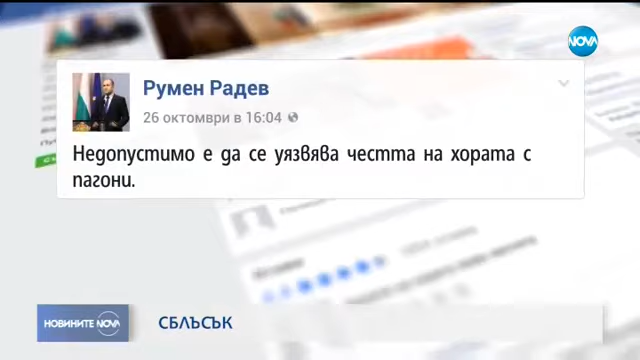 NOVA
Румен Радев
26 октомври в 16:04
Недопустимо е да се уязвява честта на хората с
пагони.
НОВИНИТЕ NOVA
СБЛЪСЪК